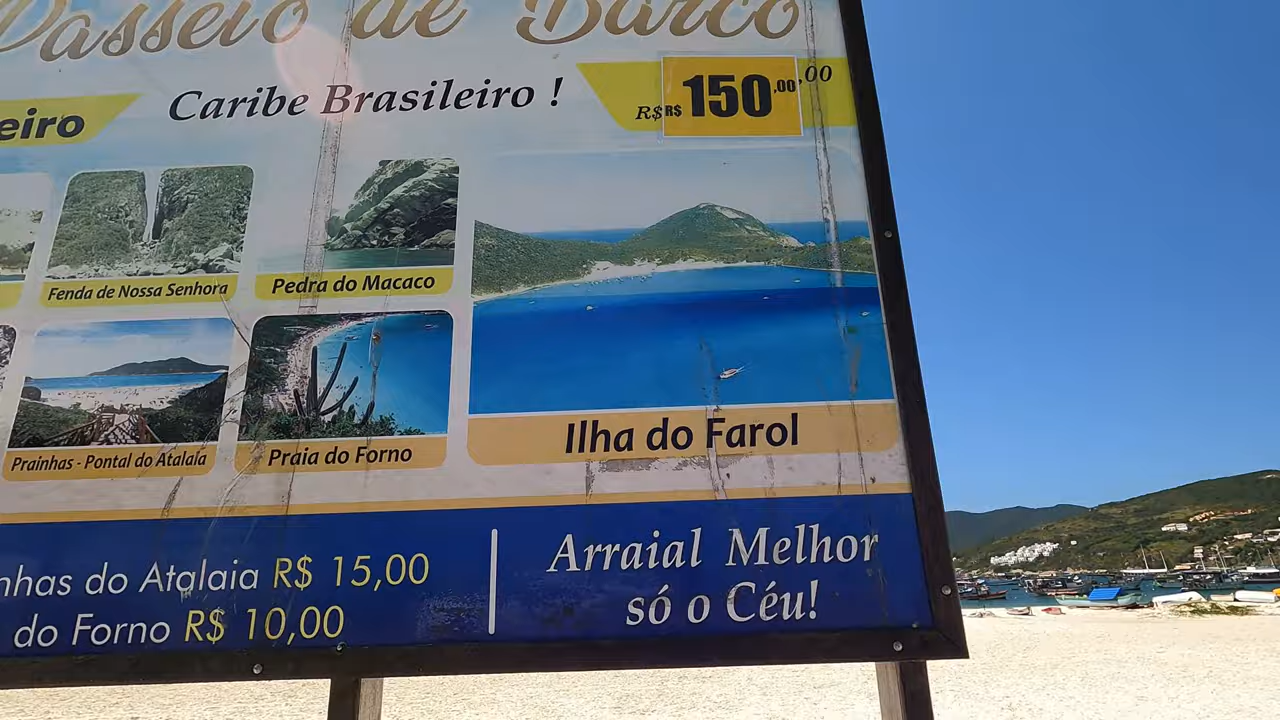 Passeio de Barco
Caribe Brasileiro !
R$ R$ 150,00 ,00
eiro
Fenda de Nossa Senhora
Pedra do Macaco
Prainhas - Pontal do Atalaia
Praia do Forno
Ilha do Farol
nhas do Atalaia R$ 15,00
do Forno R$ 10,00
Arraial Melhor
só o Céu!